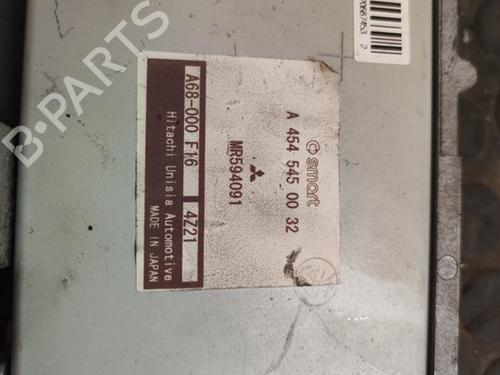 smart
A 454 545 00 32
MR594091
A68-000 F16 4Z21
Hitachi Unisia Automotive
MADE IN JAPAN
B-PARTS